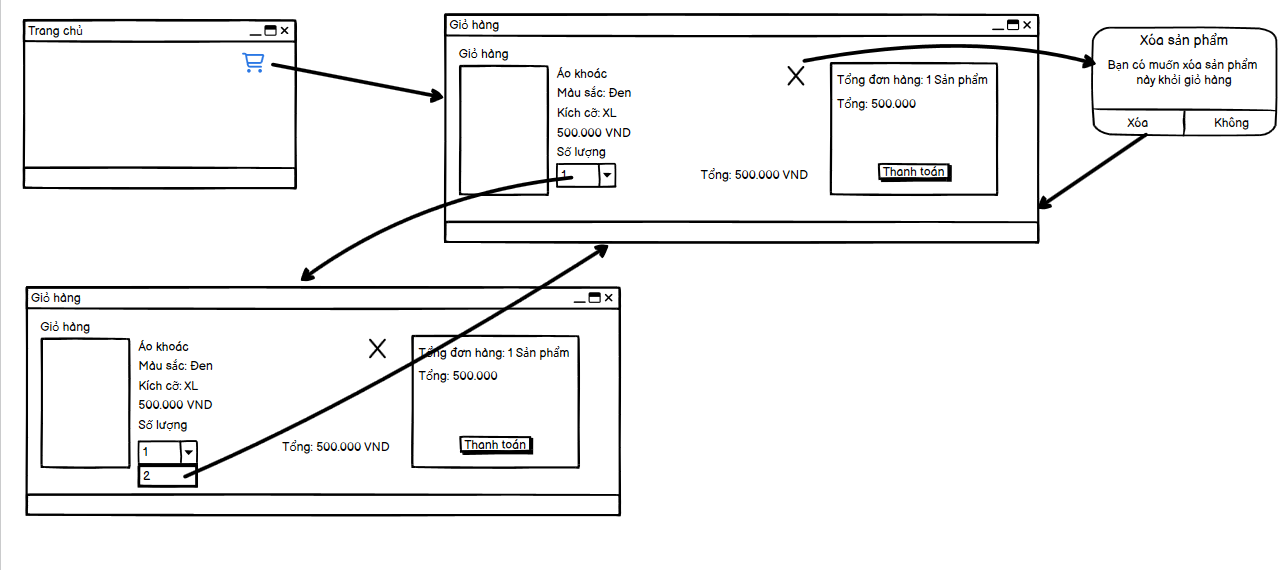 Trang chủ
Giỏ hàng
Giỏ hàng
Áo khoác
Màu sắc: Đen
Kích cỡ: XL
500.000 VND
Số lượng
1
Tổng: 500.000 VND
Tổng đơn hàng: 1 Sản phẩm
Tổng: 500.000
Thanh toán
Xóa sản phẩm
Bạn có muốn xóa sản phẩm
này khỏi giỏ hàng
Xóa
Không
Giỏ hàng
Giỏ hàng
Áo khoác
Màu sắc: Đen
Kích cỡ: XL
500.000 VND
Số lượng
1
2
Tổng: 500.000 VND
Tổng đơn hàng: 1 Sản phẩm
Tổng: 500.000
Thanh toán